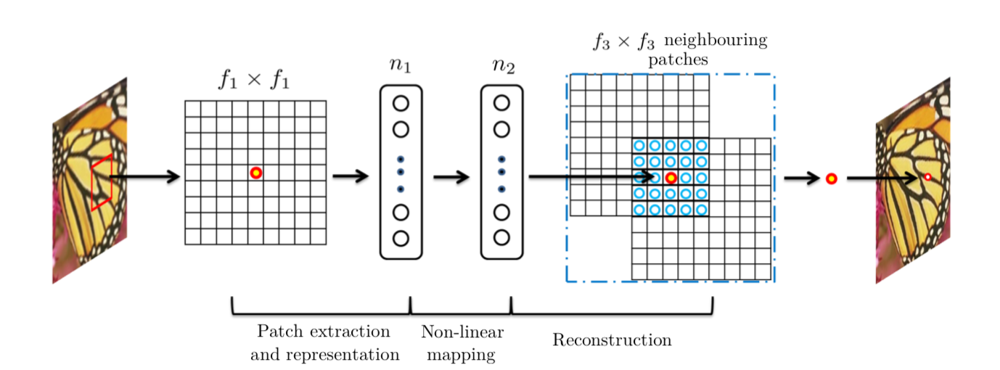 f₁ × f₁
n₁
n₂
f₃ × f₃ neighbouring
patches
Patch extraction
and representation
Non-linear
mapping
Reconstruction